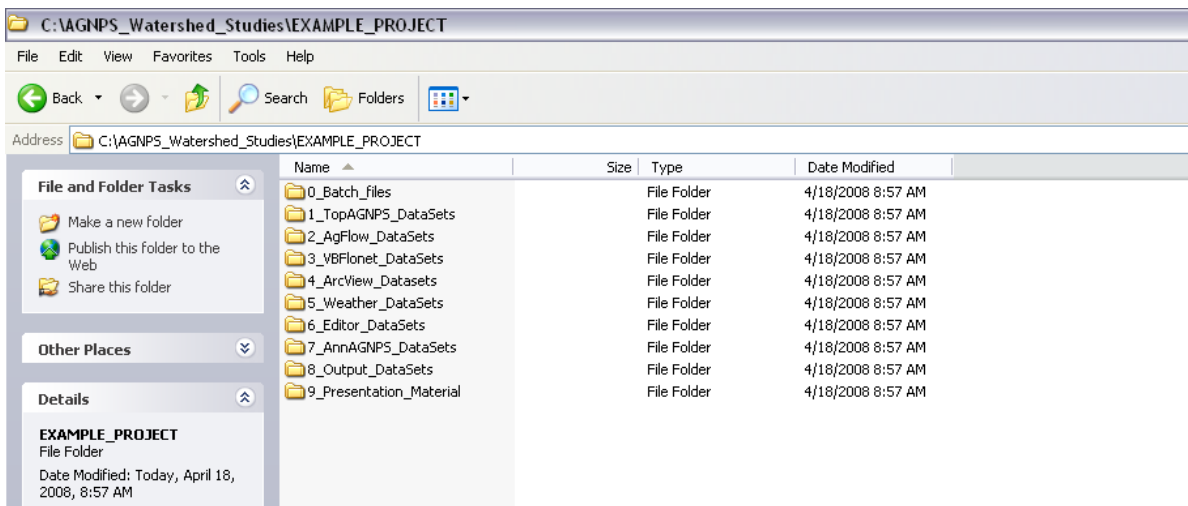 C:\AGNPS_Watershed_Studies\EXAMPLE_PROJECT
File Edit View Favorites Tools Help
Back Search Folders
Address C:\AGNPS_Watershed_Studies\EXAMPLE_PROJECT
File and Folder Tasks
Make a new folder
Publish this folder to the
Web
Share this folder
Other Places
Details
EXAMPLE_PROJECT
File Folder
Date Modified: Today, April 18,
2008, 8:57 AM
Name Size Type Date Modified
0_Batch_files File Folder 4/18/2008 8:57 AM
1_TopAGNPS_DataSets File Folder 4/18/2008 8:57 AM
2_AgFlow_DataSets File Folder 4/18/2008 8:57 AM
3_VBFlonet_DataSets File Folder 4/18/2008 8:57 AM
4_ArcView_Datasets File Folder 4/18/2008 8:57 AM
5_Weather_DataSets File Folder 4/18/2008 8:57 AM
6_Editor_DataSets File Folder 4/18/2008 8:57 AM
7_AnnAGNPS_DataSets File Folder 4/18/2008 8:57 AM
8_Output_DataSets File Folder 4/18/2008 8:57 AM
9_Presentation_Material File Folder 4/18/2008 8:57 AM